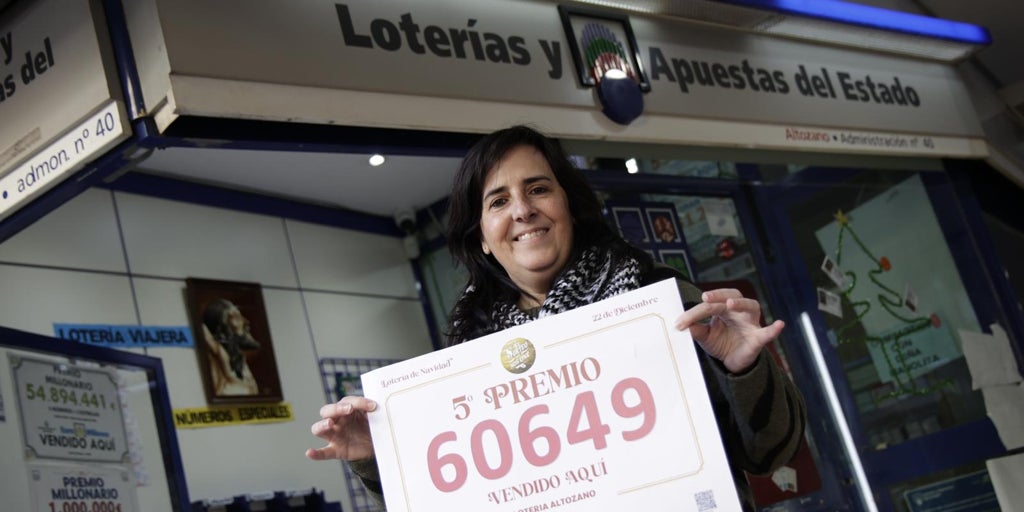 Loterías y
Apuestas del Estado
y
as del
admon. nº 40
Altozano • Administración nº 40
LOTERÍA VIAJERA
NÚMEROS ESPECIALES
PREMIO
MILLONARIO
54.894.441 €
VENDIDO AQUÍ
PREMIO
MILLONARIO
1.000.000€
Lotería de Navidad
22 de Diciembre
5º PREMIO
60649
VENDIDO AQUÍ
LOTERIA ALTOZANO